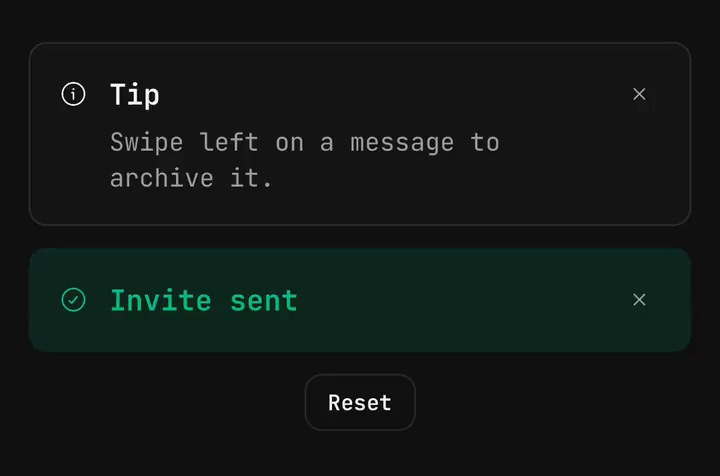 Tip
Swipe left on a message to
archive it.
Invite sent
Reset